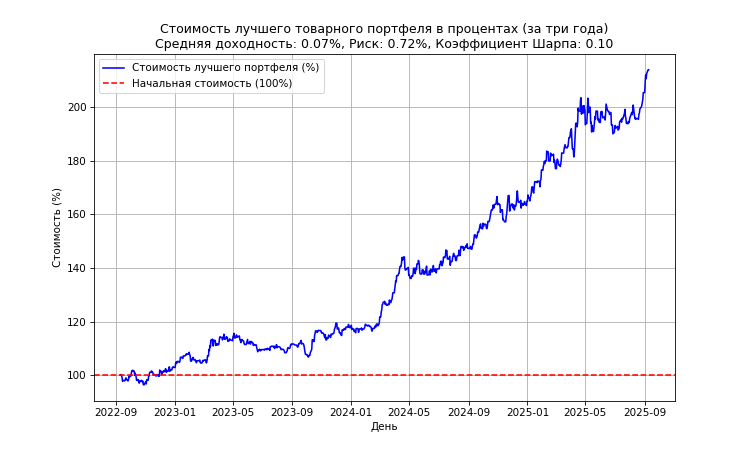 Стоимость лучшего товарного портфеля в процентах (за три года)
Средняя доходность: 0.07%, Риск: 0.72%, Коэффициент Шарпа: 0.10
Стоимость лучшего портфеля (%)
Начальная стоимость (100%)
Стоимость (%)
200
180
160
140
120
100
2022-09 2023-01 2023-05 2023-09 2024-01 2024-05 2024-09 2025-01 2025-05 2025-09
День